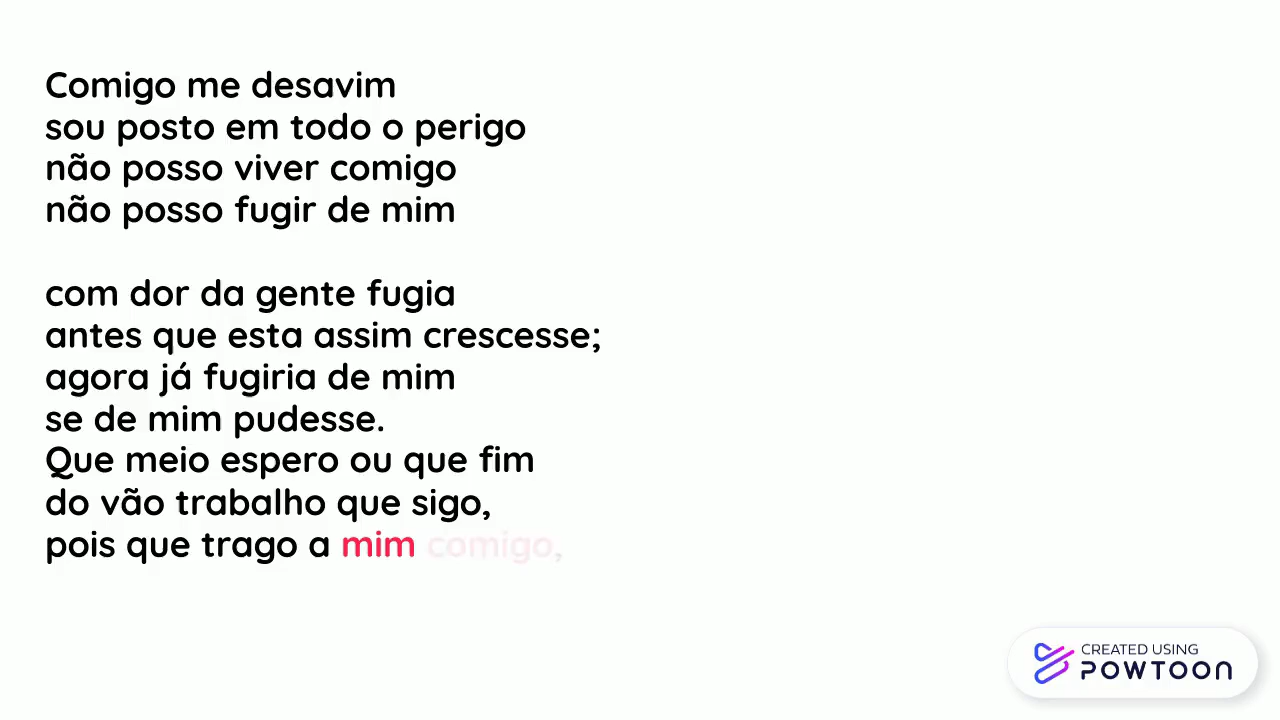 Comigo me desavim
sou posto em todo o perigo
não posso viver comigo
não posso fugir de mim
com dor da gente fugia
antes que esta assim crescesse;
agora já fugiria de mim
se de mim pudesse.
Que meio espero ou que fim
do vão trabalho que sigo,
pois que trago a mim comigo,
CREATED USING
POWTOON